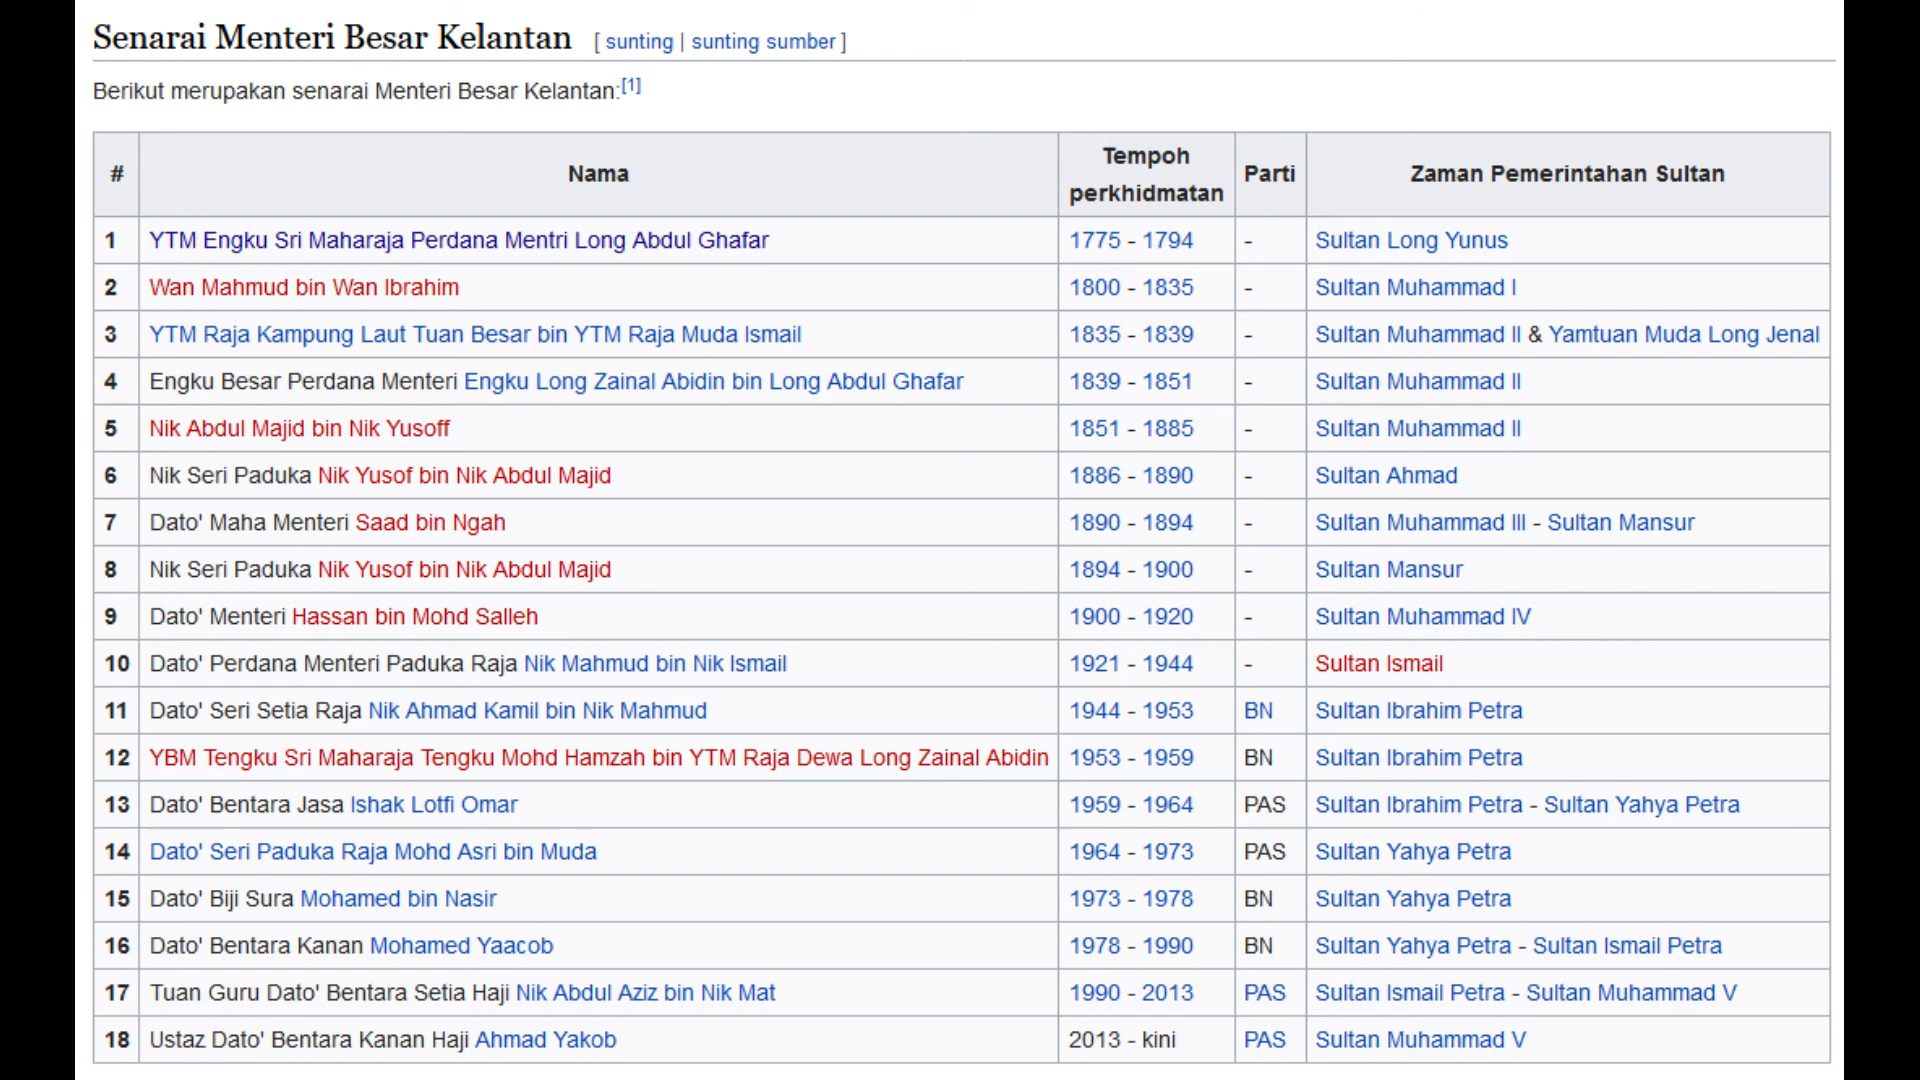 Senarai Menteri Besar Kelantan [ sunting | sunting sumber ]
Berikut merupakan senarai Menteri Besar Kelantan:[1]
# Nama Tempoh perkhidmatan Parti Zaman Pemerintahan Sultan
1 YTM Engku Sri Maharaja Perdana Mentri Long Abdul Ghafar 1775 - 1794 - Sultan Long Yunus
2 Wan Mahmud bin Wan Ibrahim 1800 - 1835 - Sultan Muhammad I
3 YTM Raja Kampung Laut Tuan Besar bin YTM Raja Muda Ismail 1835 - 1839 - Sultan Muhammad II & Yamtuan Muda Long Jenal
4 Engku Besar Perdana Menteri Engku Long Zainal Abidin bin Long Abdul Ghafar 1839 - 1851 - Sultan Muhammad II
5 Nik Abdul Majid bin Nik Yusoff 1851 - 1885 - Sultan Muhammad II
6 Nik Seri Paduka Nik Yusof bin Nik Abdul Majid 1886 - 1890 - Sultan Ahmad
7 Dato' Maha Menteri Saad bin Ngah 1890 - 1894 - Sultan Muhammad III - Sultan Mansur
8 Nik Seri Paduka Nik Yusof bin Nik Abdul Majid 1894 - 1900 - Sultan Mansur
9 Dato' Menteri Hassan bin Mohd Salleh 1900 - 1920 - Sultan Muhammad IV
10 Dato' Perdana Menteri Paduka Raja Nik Mahmud bin Nik Ismail 1921 - 1944 - Sultan Ismail
11 Dato' Seri Setia Raja Nik Ahmad Kamil bin Nik Mahmud 1944 - 1953 BN Sultan Ibrahim Petra
12 YBM Tengku Sri Maharaja Tengku Mohd Hamzah bin YTM Raja Dewa Long Zainal Abidin 1953 - 1959 BN Sultan Ibrahim Petra
13 Dato' Bentara Jasa Ishak Lotfi Omar 1959 - 1964 PAS Sultan Ibrahim Petra - Sultan Yahya Petra
14 Dato' Seri Paduka Raja Mohd Asri bin Muda 1964 - 1973 PAS Sultan Yahya Petra
15 Dato' Biji Sura Mohamed bin Nasir 1973 - 1978 BN Sultan Yahya Petra
16 Dato' Bentara Kanan Mohamed Yaacob 1978 - 1990 BN Sultan Yahya Petra - Sultan Ismail Petra
17 Tuan Guru Dato' Bentara Setia Haji Nik Abdul Aziz bin Nik Mat 1990 - 2013 PAS Sultan Ismail Petra - Sultan Muhammad V
18 Ustaz Dato' Bentara Kanan Haji Ahmad Yakob 2013 - kini PAS Sultan Muhammad V